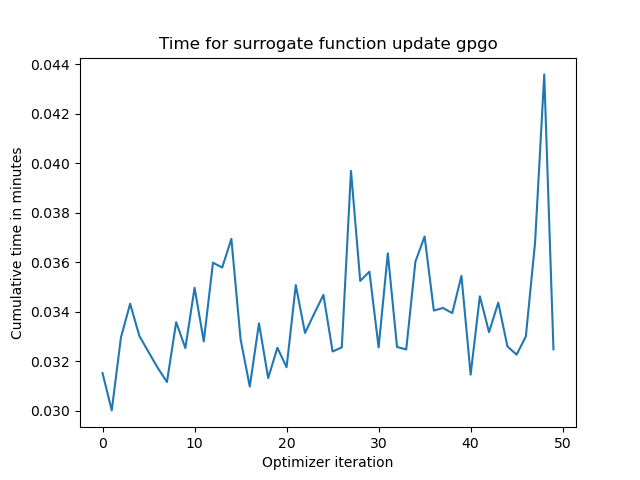 Time for surrogate function update gpgo
Cumulative time in minutes
0.044
0.042
0.040
0.038
0.036
0.034
0.032
0.030
0 10 20 30 40 50
Optimizer iteration